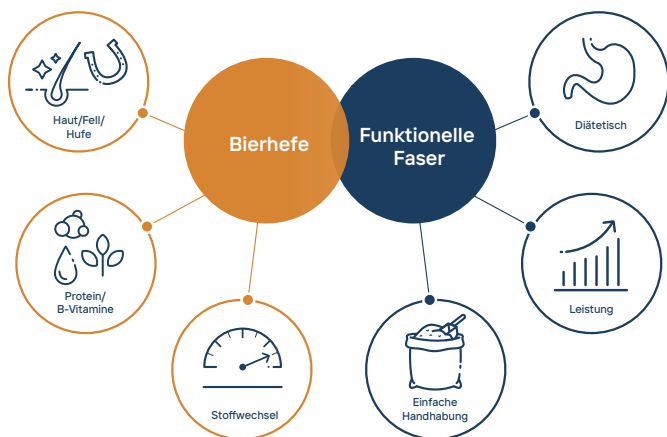 Haut/Fell/
Hufe
Bierhefe
Funktionelle
Faser
Diätetisch
Protein/
B-Vitamine
Leistung
Stoffwechsel
Einfache
Handhabung